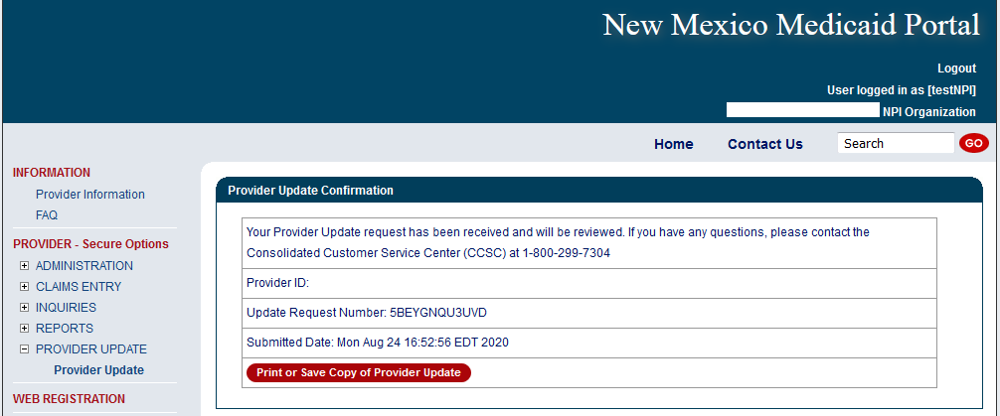 New Mexico Medicaid Portal
Logout
User logged in as [testNPI]
NPI Organization
Home
Contact Us
Search
GO
INFORMATION
Provider Information
FAQ
PROVIDER - Secure Options
ADMINISTRATION
CLAIMS ENTRY
INQUIRIES
REPORTS
PROVIDER UPDATE
Provider Update
WEB REGISTRATION
Provider Update Confirmation
Your Provider Update request has been received and will be reviewed. If you have any questions, please contact the
Consolidated Customer Service Center (CCSC) at 1-800-299-7304
Provider ID:
Update Request Number: 5BEYGNQU3UVD
Submitted Date: Mon Aug 24 16:52:56 EDT 2020
Print or Save Copy of Provider Update